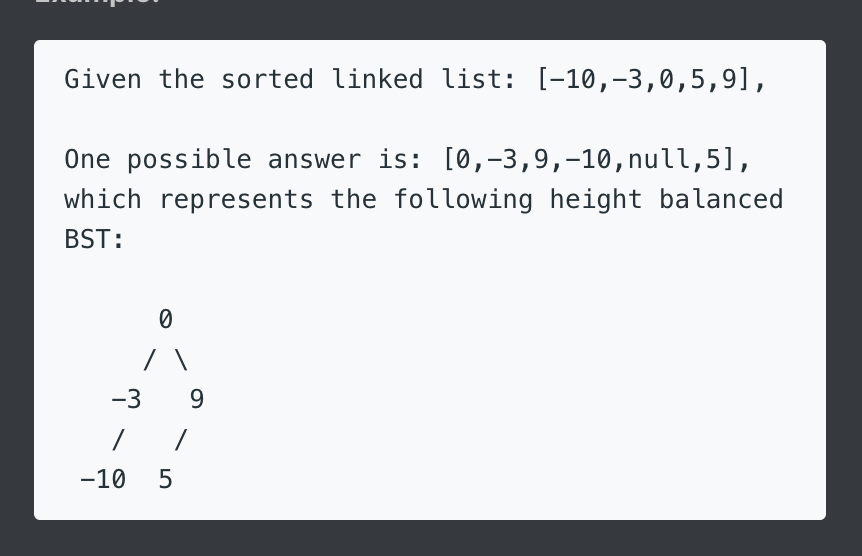 Example:
Given the sorted linked list: [-10,-3,0,5,9],
One possible answer is: [0,-3,9,-10,null,5],
which represents the following height balanced
BST:
0
/ \
-3 9
/ /
-10 5